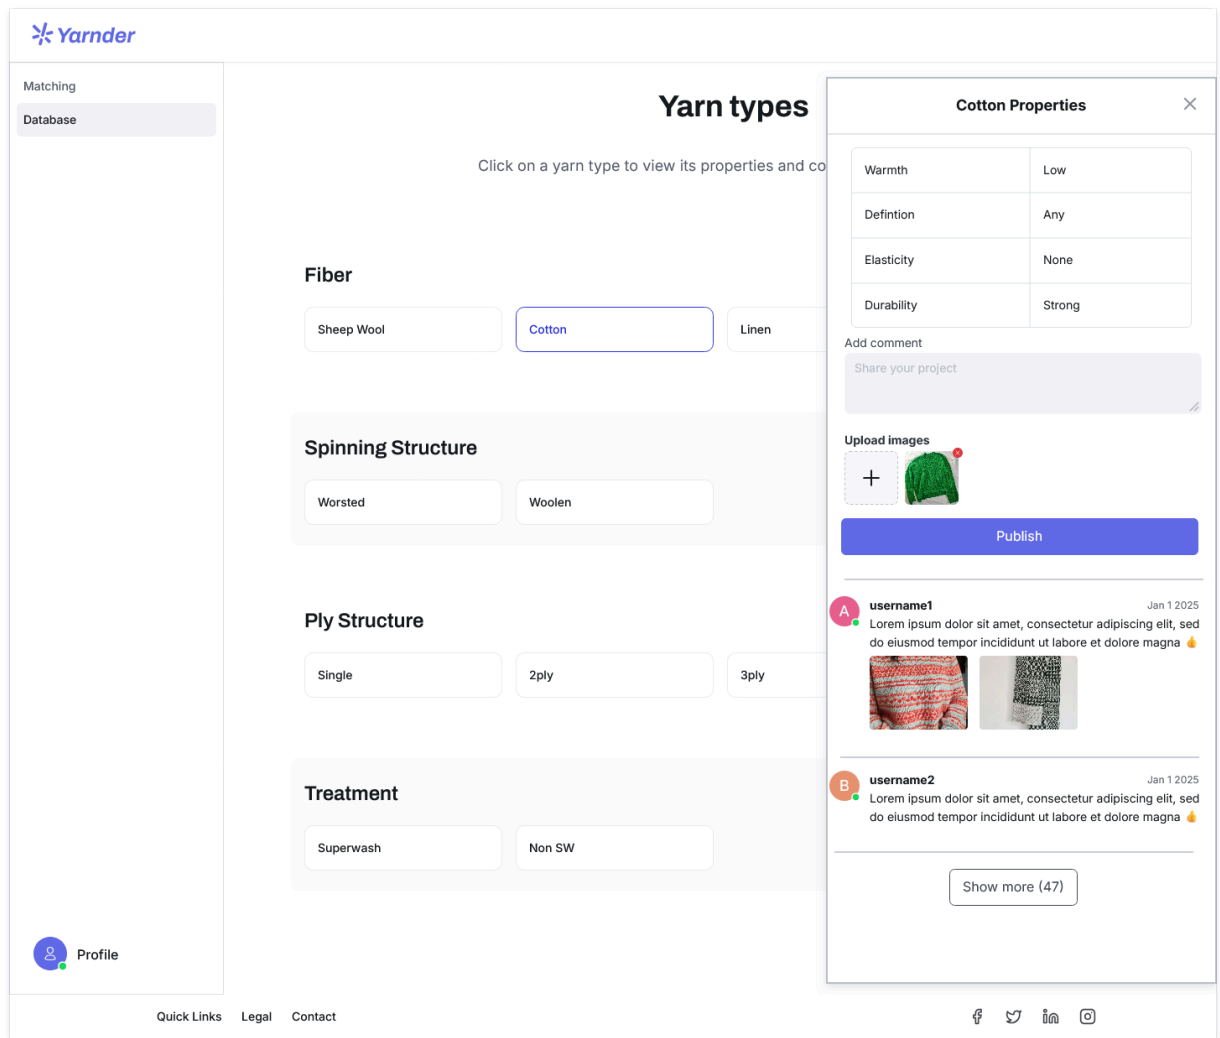 Yarnder
Matching
Database
Profile
Yarn types
Click on a yarn type to view its properties and co
Fiber
Sheep Wool
Cotton
Linen
Spinning Structure
Worsted
Woolen
Ply Structure
Single
2ply
3ply
Treatment
Superwash
Non SW
Cotton Properties
Warmth Low
Defintion Any
Elasticity None
Durability Strong
Add comment
Share your project
Upload images
Publish
A
username1 Jan 1 2025
Lorem ipsum dolor sit amet, consectetur adipiscing elit, sed
do eiusmod tempor incididunt ut labore et dolore magna 👍
B
username2 Jan 1 2025
Lorem ipsum dolor sit amet, consectetur adipiscing elit, sed
do eiusmod tempor incididunt ut labore et dolore magna 👍
Show more (47)
Quick Links Legal Contact